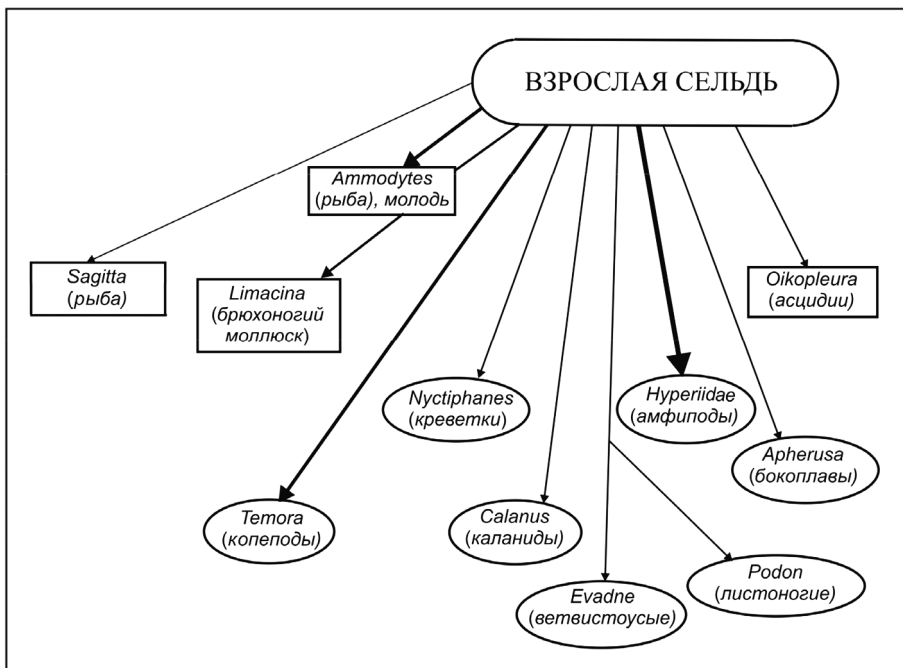 ВЗРОСЛАЯ СЕЛЬДЬ
Ammodytes
(рыба), молодь
Sagitta
(рыба)
Limacina
(брюхоногий
моллюск)
Oikopleura
(асцидии)
Nyctiphanes
(креветки)
Hyperiidae
(амфиподы)
Apherusa
(бокоплавы)
Temora
(копеподы)
Calanus
(каланиды)
Evadne
(ветвистоусые)
Podon
(листоногие)